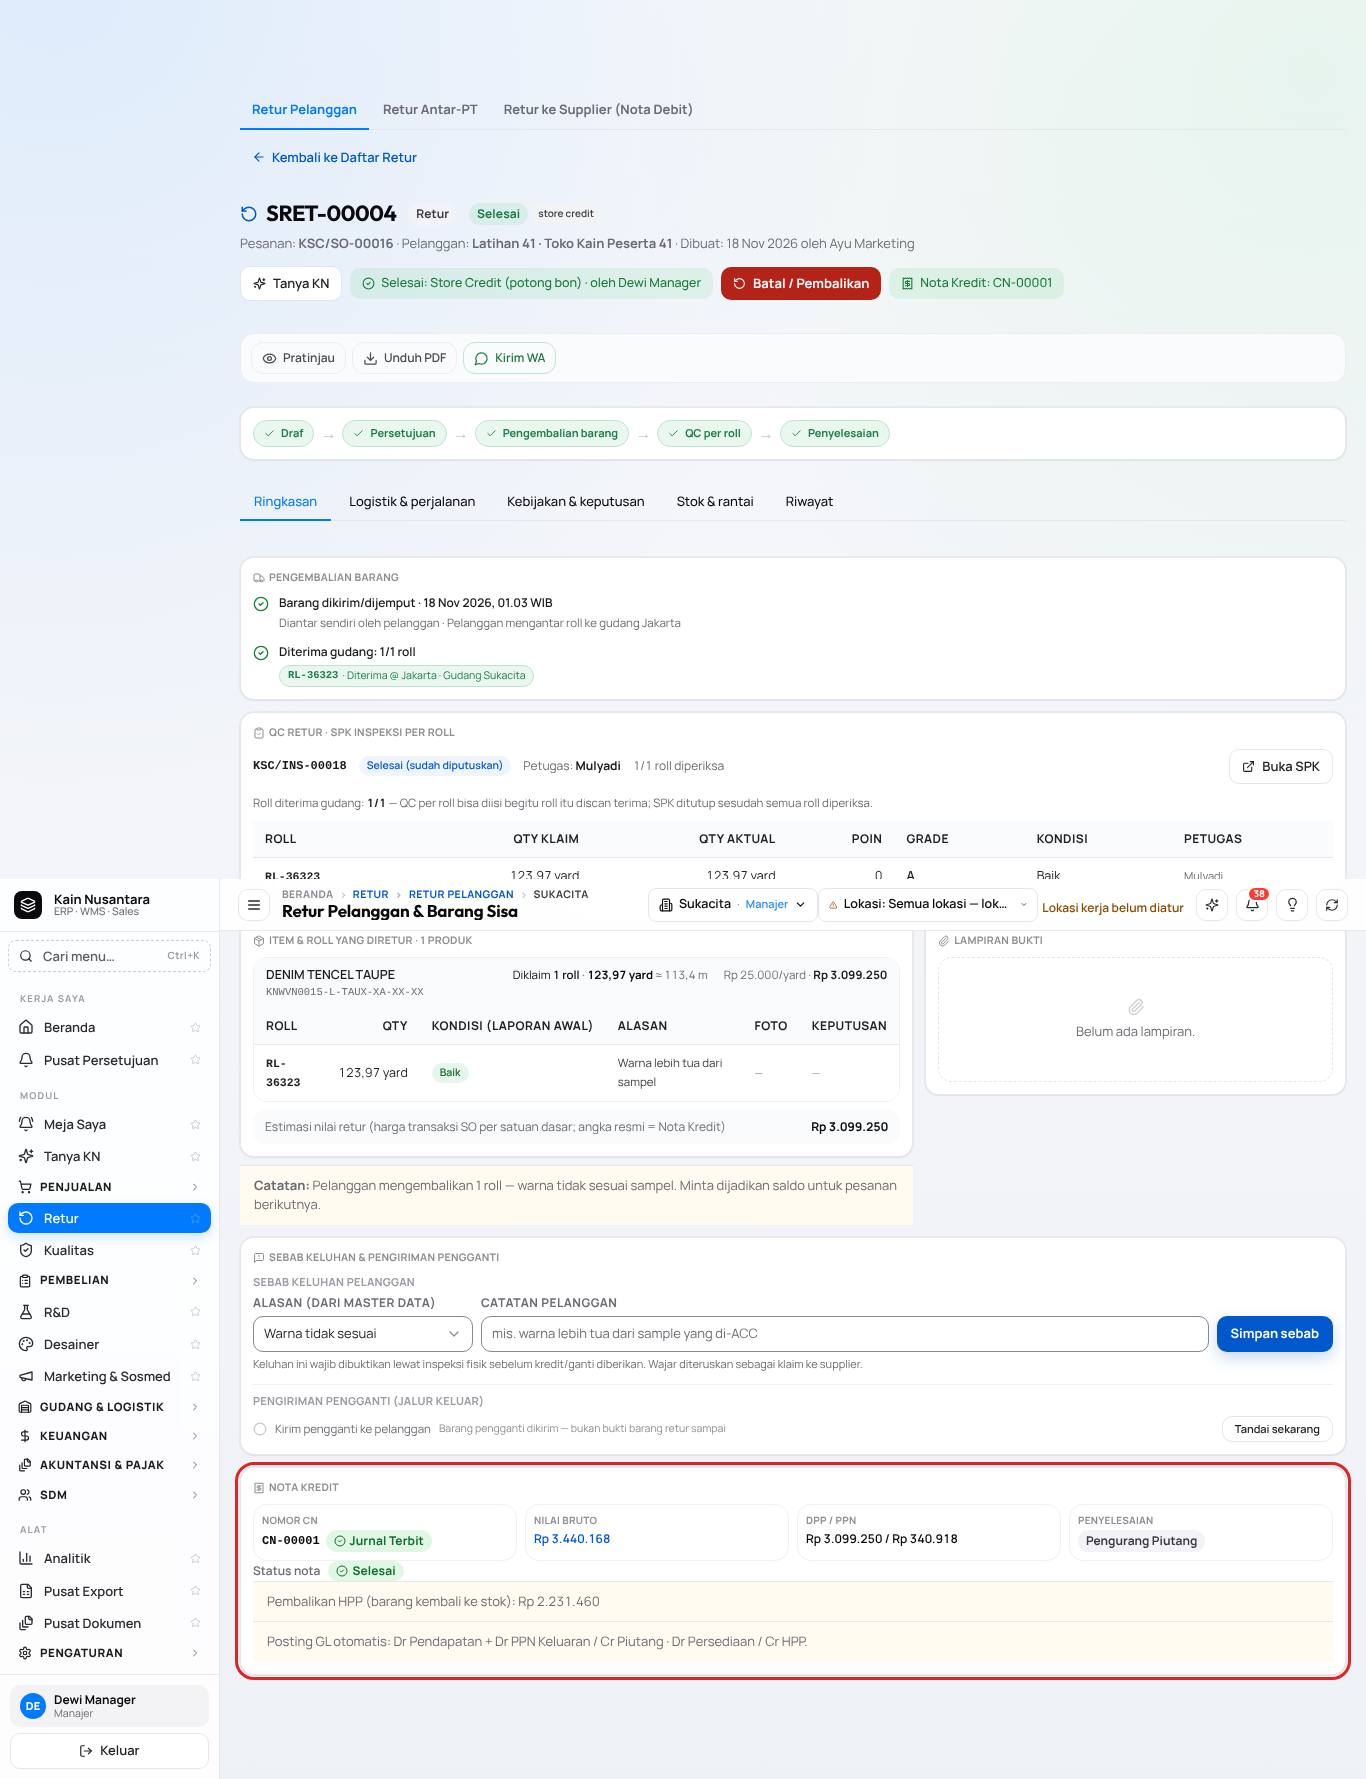 Retur Pelanggan
Retur Antar-PT
Retur ke Supplier (Nota Debit)
Kembali ke Daftar Retur
SRET-00004 Retur Selesai store credit
Pesanan: KSC/SO-00016 · Pelanggan: Latihan 41 · Toko Kain Peserta 41 · Dibuat: 18 Nov 2026 oleh Ayu Marketing
Tanya KN
Selesai: Store Credit (potong bon) · oleh Dewi Manager
Batal / Pembalikan
Nota Kredit: CN-00001
Pratinjau
Unduh PDF
Kirim WA
Draf → Persetujuan → Pengembalian barang → QC per roll → Penyelesaian
Ringkasan
Logistik & perjalanan
Kebijakan & keputusan
Stok & rantai
Riwayat
PENGEMBALIAN BARANG
Barang dikirim/dijemput · 18 Nov 2026, 01.03 WIB
Diantar sendiri oleh pelanggan · Pelanggan mengantar roll ke gudang Jakarta
Diterima gudang: 1/1 roll
RL-36323 · Diterima @ Jakarta · Gudang Sukacita
QC RETUR · SPK INSPEKSI PER ROLL
KSC/INS-00018 Selesai (sudah diputuskan) Petugas: Mulyadi 1/1 roll diperiksa
Buka SPK
Roll diterima gudang: 1/1 — QC per roll bisa diisi begitu roll itu discan terima; SPK ditutup sesudah semua roll diperiksa.
ROLL QTY KLAIM QTY AKTUAL POIN GRADE KONDISI PETUGAS
RL-36323 123,97 yard 123,97 yard 0 A Baik Mulyadi
Kain Nusantara
ERP · WMS · Sales
BERANDA > RETUR > RETUR PELANGGAN > SUKACITA
Retur Pelanggan & Barang Sisa
Sukacita · Manajer
Lokasi: Semua lokasi — lok...
Lokasi kerja belum diatur
38
Cari menu... Ctrl+K
KERJA SAYA
Beranda
Pusat Persetujuan
MODUL
Meja Saya
Tanya KN
PENJUALAN
Retur
Kualitas
PEMBELIAN
R&D
Desainer
Marketing & Sosmed
GUDANG & LOGISTIK
KEUANGAN
AKUNTANSI & PAJAK
SDM
ALAT
Analitik
Pusat Export
Pusat Dokumen
PENGATURAN
DE
Dewi Manager
Manajer
Keluar
ITEM & ROLL YANG DIRETUR · 1 PRODUK
DENIM TENCEL TAUPE
KNWVN0015-L-TAUX-XA-XX-XX
Diklaim 1 roll · 123,97 yard ≈ 113,4 m Rp 25.000/yard · Rp 3.099.250
ROLL QTY KONDISI (LAPORAN AWAL) ALASAN FOTO KEPUTUSAN
RL-36323 123,97 yard Baik Warna lebih tua dari sampel — —
Estimasi nilai retur (harga transaksi SO per satuan dasar; angka resmi = Nota Kredit) Rp 3.099.250
LAMPIRAN BUKTI
Belum ada lampiran.
Catatan: Pelanggan mengembalikan 1 roll — warna tidak sesuai sampel. Minta dijadikan saldo untuk pesanan
berikutnya.
SEBAB KELUHAN & PENGIRIMAN PENGGANTI
SEBAB KELUHAN PELANGGAN
ALASAN (DARI MASTER DATA) CATATAN PELANGGAN
Warna tidak sesuai
mis. warna lebih tua dari sample yang di-ACC
Simpan sebab
Keluhan ini wajib dibuktikan lewat inspeksi fisik sebelum kredit/ganti diberikan. Wajar diteruskan sebagai klaim ke supplier.
PENGIRIMAN PENGGANTI (JALUR KELUAR)
Kirim pengganti ke pelanggan Barang pengganti dikirim — bukan bukti barang retur sampai
Tandai sekarang
NOTA KREDIT
NOMOR CN
CN-00001 Jurnal Terbit
NILAI BRUTO
Rp 3.440.168
DPP / PPN
Rp 3.099.250 / Rp 340.918
PENYELESAIAN
Pengurang Piutang
Status nota Selesai
Pembalikan HPP (barang kembali ke stok): Rp 2.231.460
Posting GL otomatis: Dr Pendapatan + Dr PPN Keluaran / Cr Piutang · Dr Persediaan / Cr HPP.